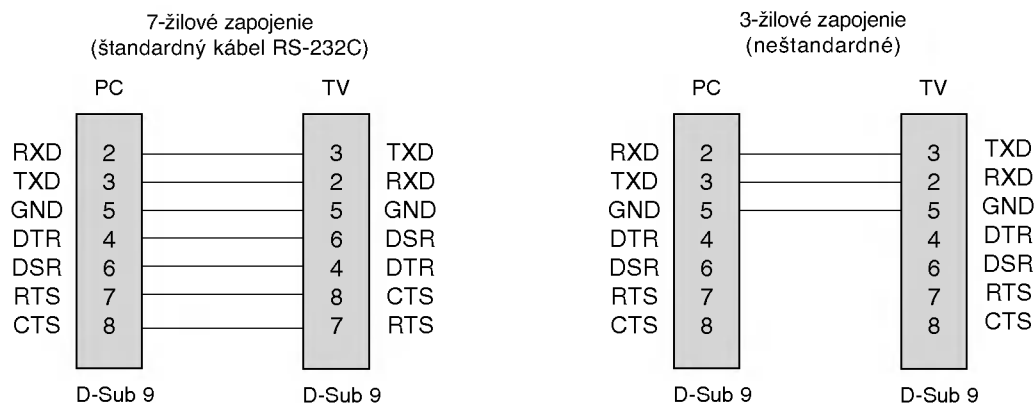 7-žilové zapojenie
(štandardný kábel RS-232C)
PC TV
RXD 2 3 TXD
TXD 3 2 RXD
GND 5 5 GND
DTR 4 6 DSR
DSR 6 4 DTR
RTS 7 8 CTS
CTS 8 7 RTS
D-Sub 9 D-Sub 9
3-žilové zapojenie
(neštandardné)
PC TV
RXD 2 3 TXD
TXD 3 2 RXD
GND 5 5 GND
DTR 4 4 DTR
DSR 6 6 DSR
RTS 7 7 RTS
CTS 8 8 CTS
D-Sub 9 D-Sub 9